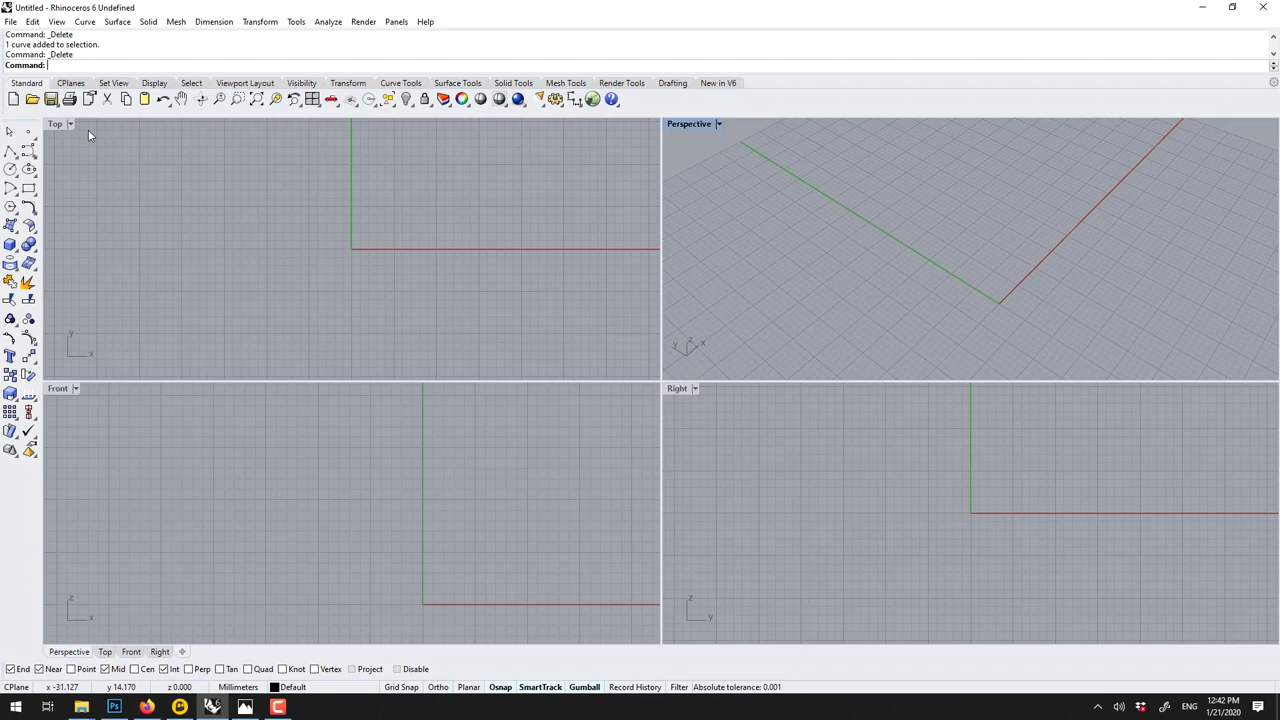 Untitled - Rhinoceros 6 Undefined
File Edit View Curve Surface Solid Mesh Dimension Transform Tools Analyze Render Panels Help
Command: _Delete
1 curve added to selection.
Command: _Delete
Command:
Standard CPlanes Set View Display Select Viewport Layout Visibility Transform Curve Tools Surface Tools Solid Tools Mesh Tools Render Tools Drafting New in V6
Top
Perspective
y
x
y z x
Front
Right
z
x
z
y
Perspective Top Front Right
End Near Point Mid Cen Int Perp Tan Quad Knot Vertex Project Disable
CPlane x -31.127 y 14.170 z 0.000 Millimeters Default Grid Snap Ortho Planar Osnap SmartTrack Gumball Record History Filter Absolute tolerance: 0.001
Ps
ENG
12:42 PM
1/21/2020